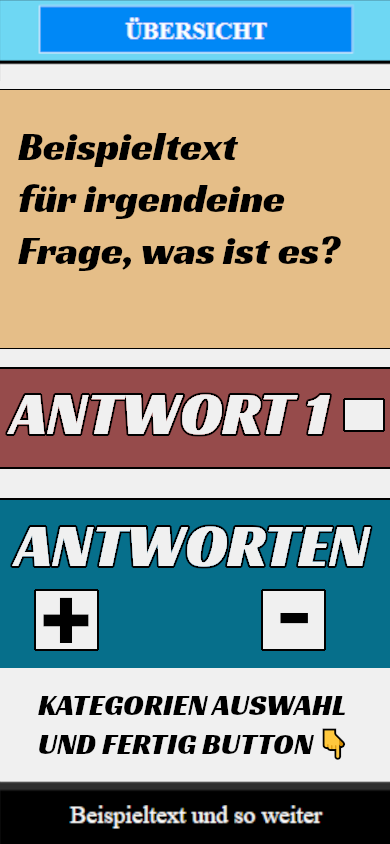 ÜBERSICHT
Beispieltext
für irgendeine
Frage, was ist es?
ANTWORT 1
ANTWORTEN
+ -
KATEGORIEN AUSWAHL
UND FERTIG BUTTON 👇
Beispieltext und so weiter